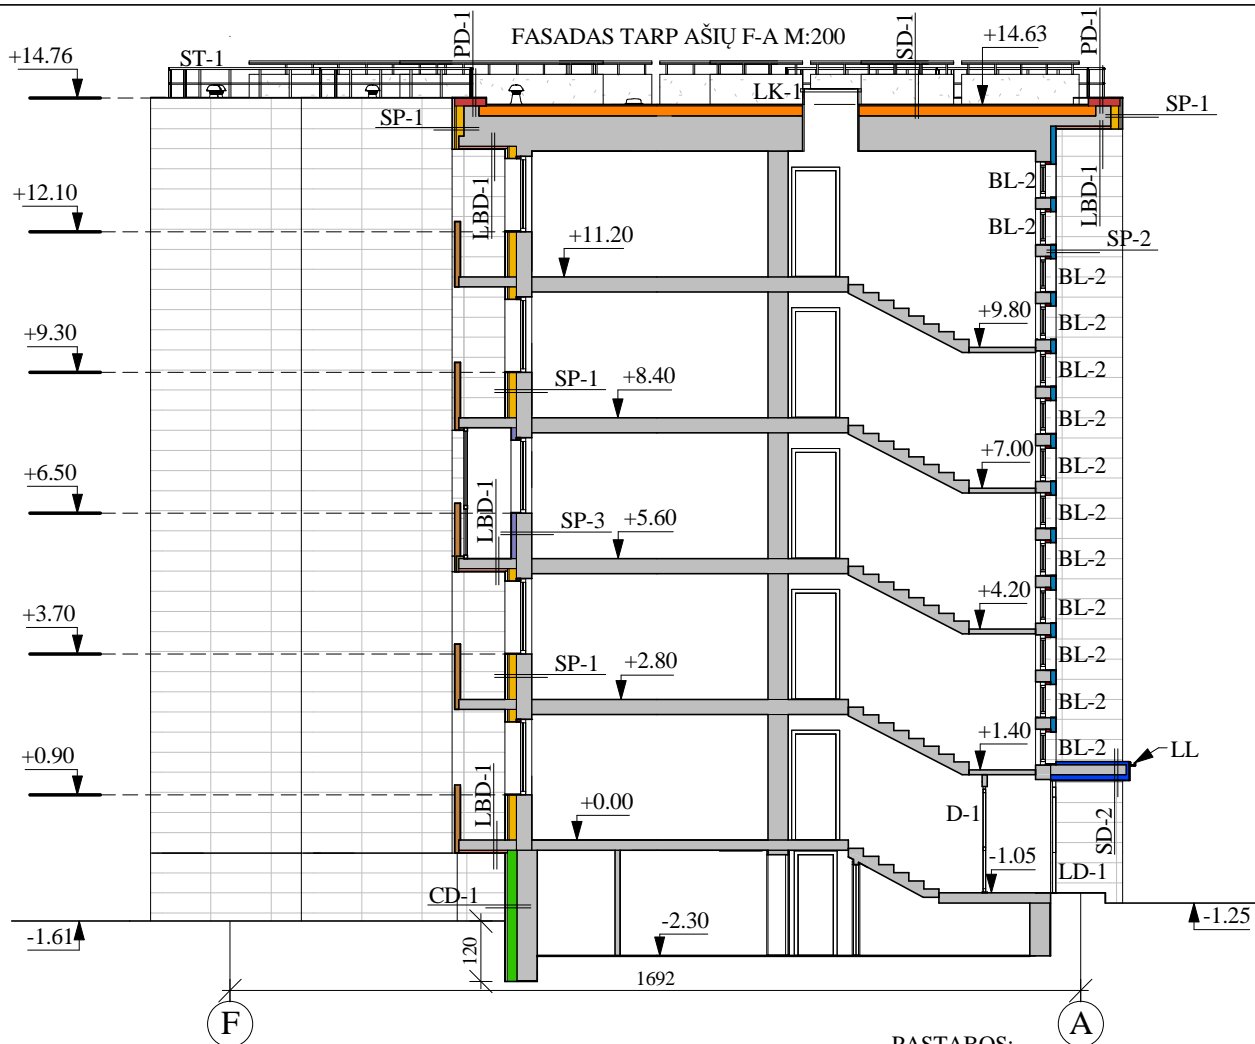 FASADAS TARP AŠIŲ F-A M:200
PD-1
SD-1
+14.63
PD-1
+14.76
ST-1
LK-1
SP-1
SP-1
LBD-1
BL-2
LBD-1
+12.10
BL-2
+11.20
SP-2
BL-2
+9.80
BL-2
+9.30
BL-2
SP-1
+8.40
BL-2
+7.00
BL-2
+6.50
LBD-1
SP-3
+5.60
BL-2
BL-2
+4.20
BL-2
+3.70
SP-1
+2.80
BL-2
BL-2
+1.40
BL-2
LL
+0.90
LBD-1
+0.00
D-1
SD-2
-1.05
LD-1
CD-1
-2.30
-1.25
-1.61
120
1692
F
A
PASTABOS: